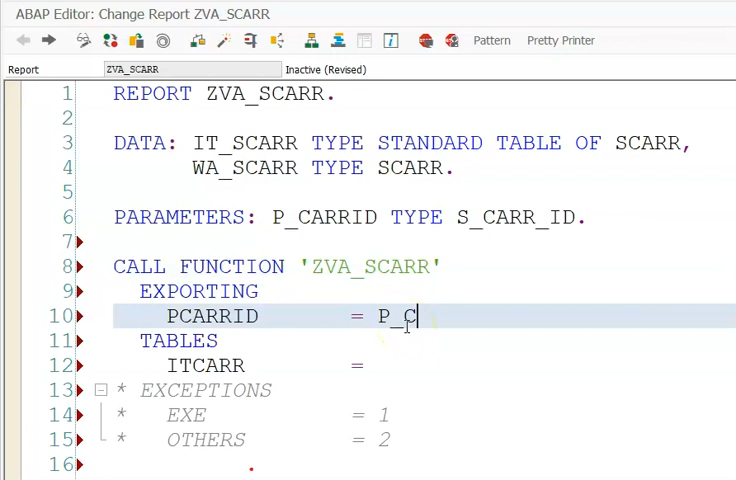 ABAP Editor: Change Report ZVA_SCARR
Pattern Pretty Printer
Report ZVA_SCARR Inactive (Revised)
1 REPORT ZVA_SCARR.
2
3 DATA: IT_SCARR TYPE STANDARD TABLE OF SCARR,
4 WA_SCARR TYPE SCARR.
5
6 PARAMETERS: P_CARRID TYPE S_CARR_ID.
7
8 CALL FUNCTION 'ZVA_SCARR'
9 EXPORTING
10 PCARRID = P_C
11 TABLES
12 ITCARR =
13 * EXCEPTIONS
14 * EXE = 1
15 * OTHERS = 2
16 .